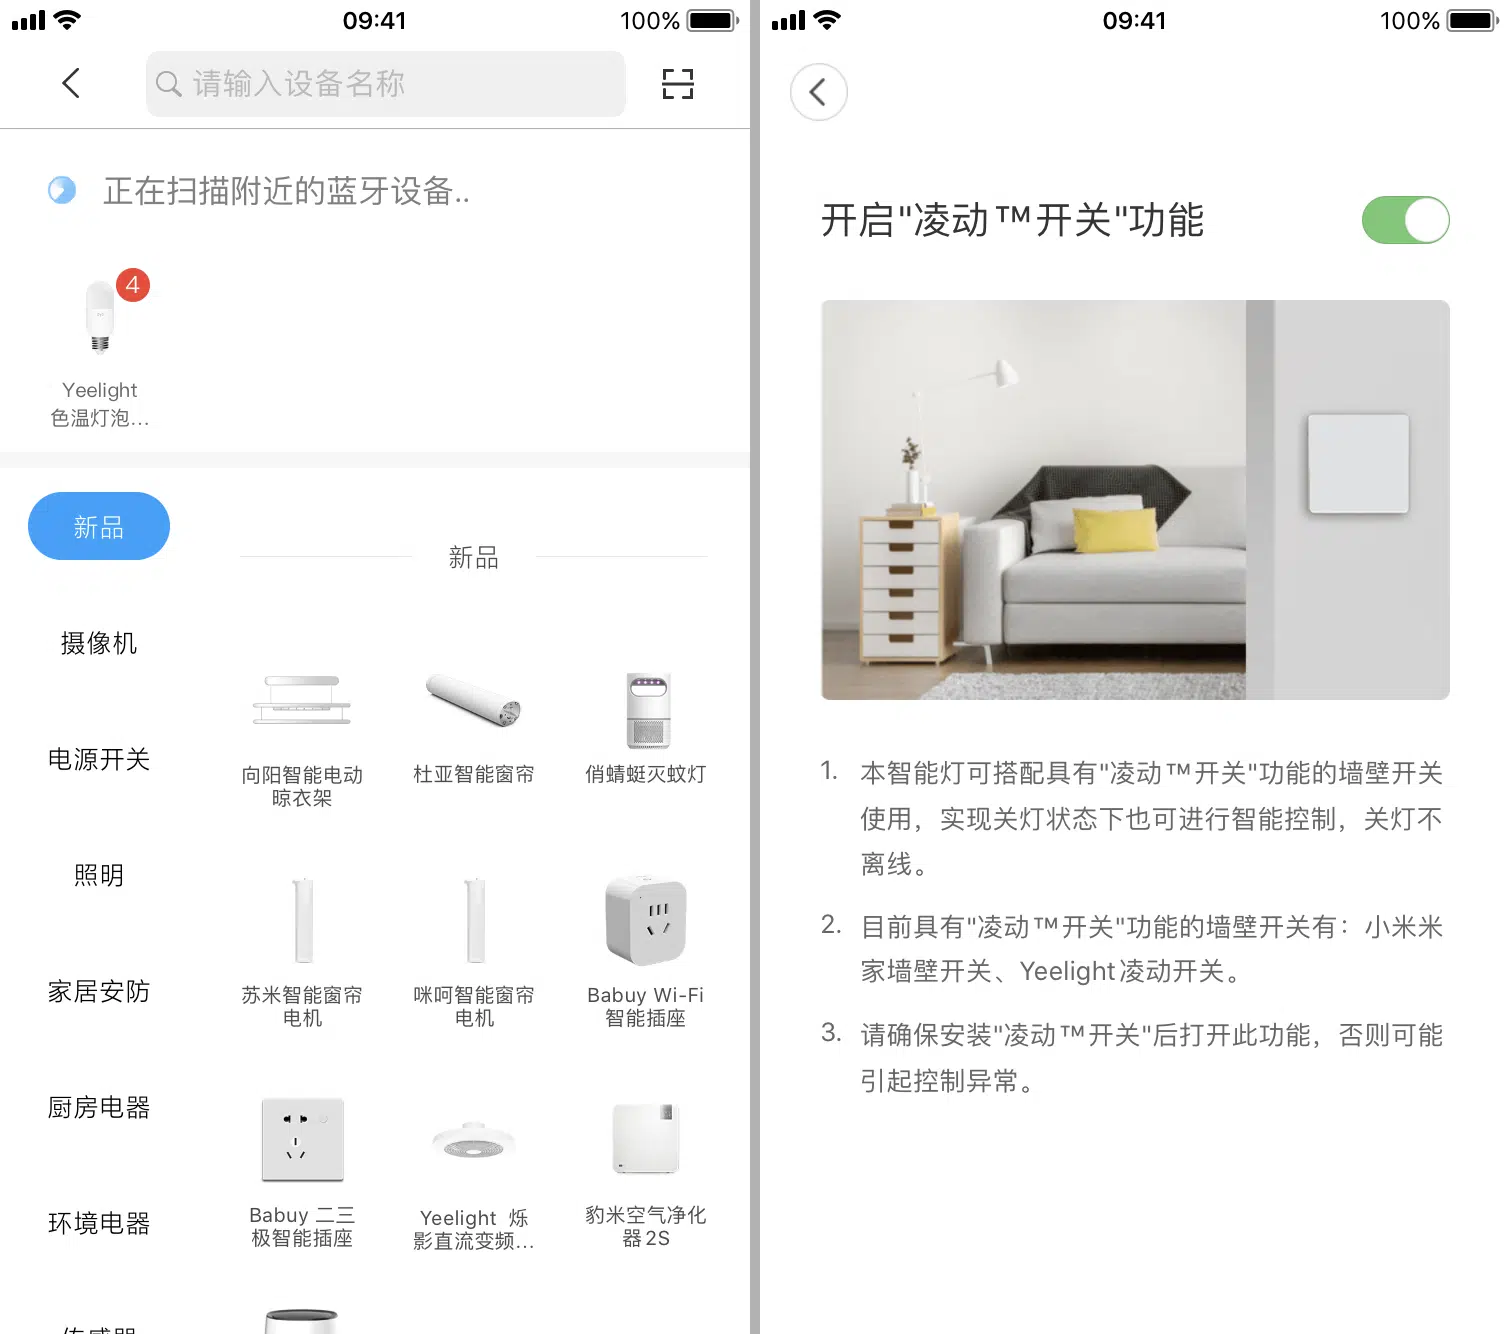 09:41
100%
请输入设备名称
正在扫描附近的蓝牙设备..
4
Yeelight
色温灯泡...
新品
摄像机
电源开关
照明
家居安防
厨房电器
环境电器
传感器
新品
向阳智能电动
晾衣架
杜亚智能窗帘
俏蜻蜓灭蚊灯
苏米智能窗帘
电机
咪呵智能窗帘
电机
Babuy Wi-Fi
智能插座
Babuy 二三
极智能插座
Yeelight 烁
影直流变频...
豹米空气净化
器2S
09:41
100%
开启"凌动™开关"功能
1. 本智能灯可搭配具有"凌动™开关"功能的墙壁开关
使用，实现关灯状态下也可进行智能控制，关灯不
离线。
2. 目前具有"凌动™开关"功能的墙壁开关有：小米米
家墙壁开关、Yeelight凌动开关。
3. 请确保安装"凌动™开关"后打开此功能，否则可能
引起控制异常。